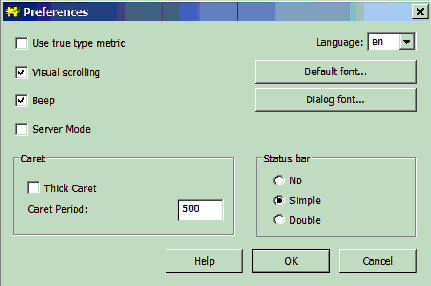 Preferences
Use true type metric
Language: en
Visual scrolling
Default font...
Beep
Dialog font...
Server Mode
Caret
Status bar
Thick Caret
No
Caret Period: 500
Simple
Double
Help
OK
Cancel